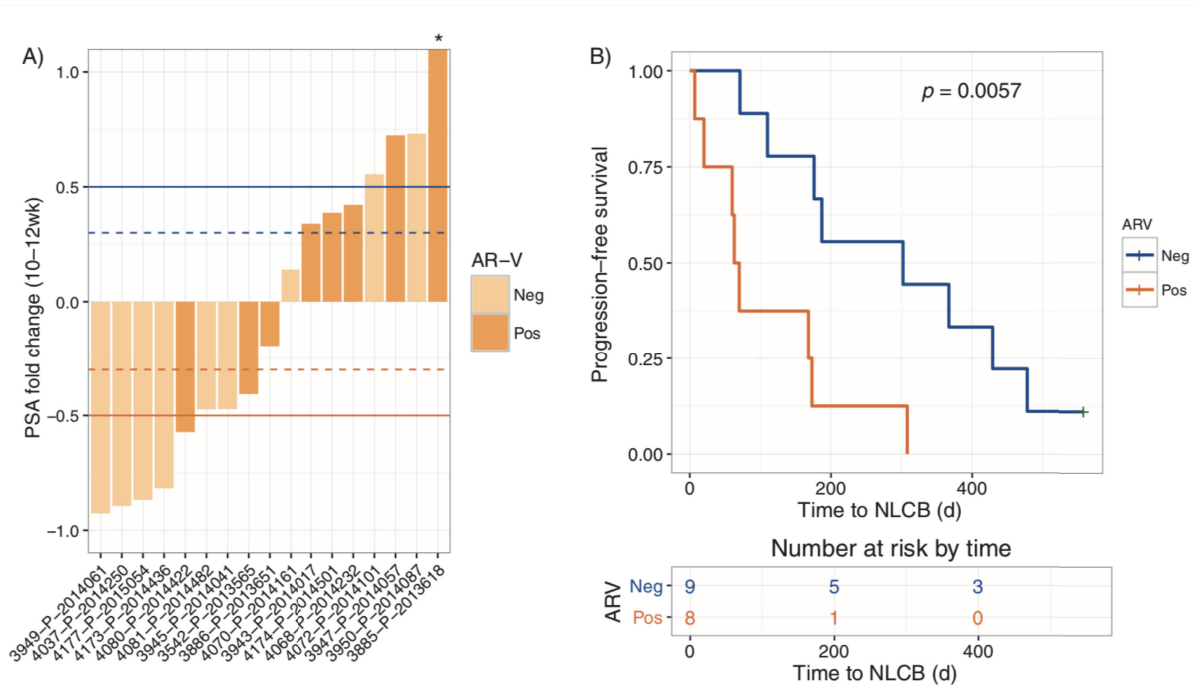 A)
*
1.0
0.5
0.0
−0.5
−1.0
PSA fold change (10–12wk)
AR–V
Neg
Pos
3949–P–2014061
4037–P–2014250
4177–P–2015054
4173–P–2014436
4080–P–2014422
4081–P–2014482
3945–P–2014041
3542–P–2013565
3886–P–2013651
4070–P–2014161
3943–P–2014017
4174–P–2014501
4068–P–2014232
4072–P–2014101
3947–P–2014057
3950–P–2014087
3885–P–2013618
B)
p = 0.0057
1.00
0.75
0.50
0.25
0.00
Progression–free survival
0 200 400
Time to NLCB (d)
ARV
Neg
Pos
Number at risk by time
ARV
Neg 9 5 3
Pos 8 1 0
0 200 400
Time to NLCB (d)